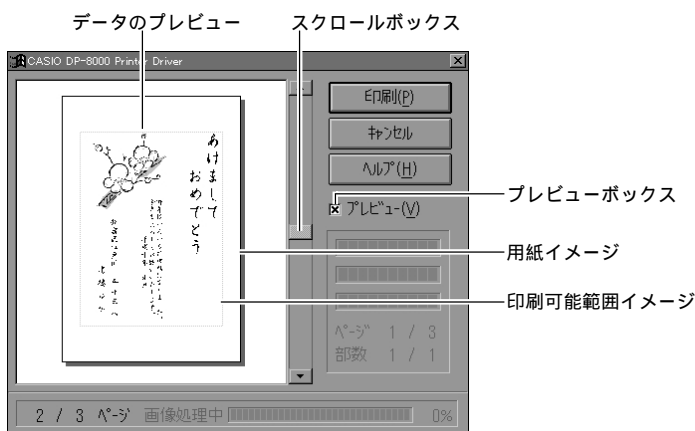 データのプレビュー
スクロールボックス
CASIO DP-8000 Printer Driver
印刷(P)
キャンセル
ヘルプ(H)
プレビュー(V)
プレビューボックス
用紙イメージ
印刷可能範囲イメージ
あけまして
おめでとう
ページ 1 / 3
部数 1 / 1
2 / 3 ページ 画像処理中 0%